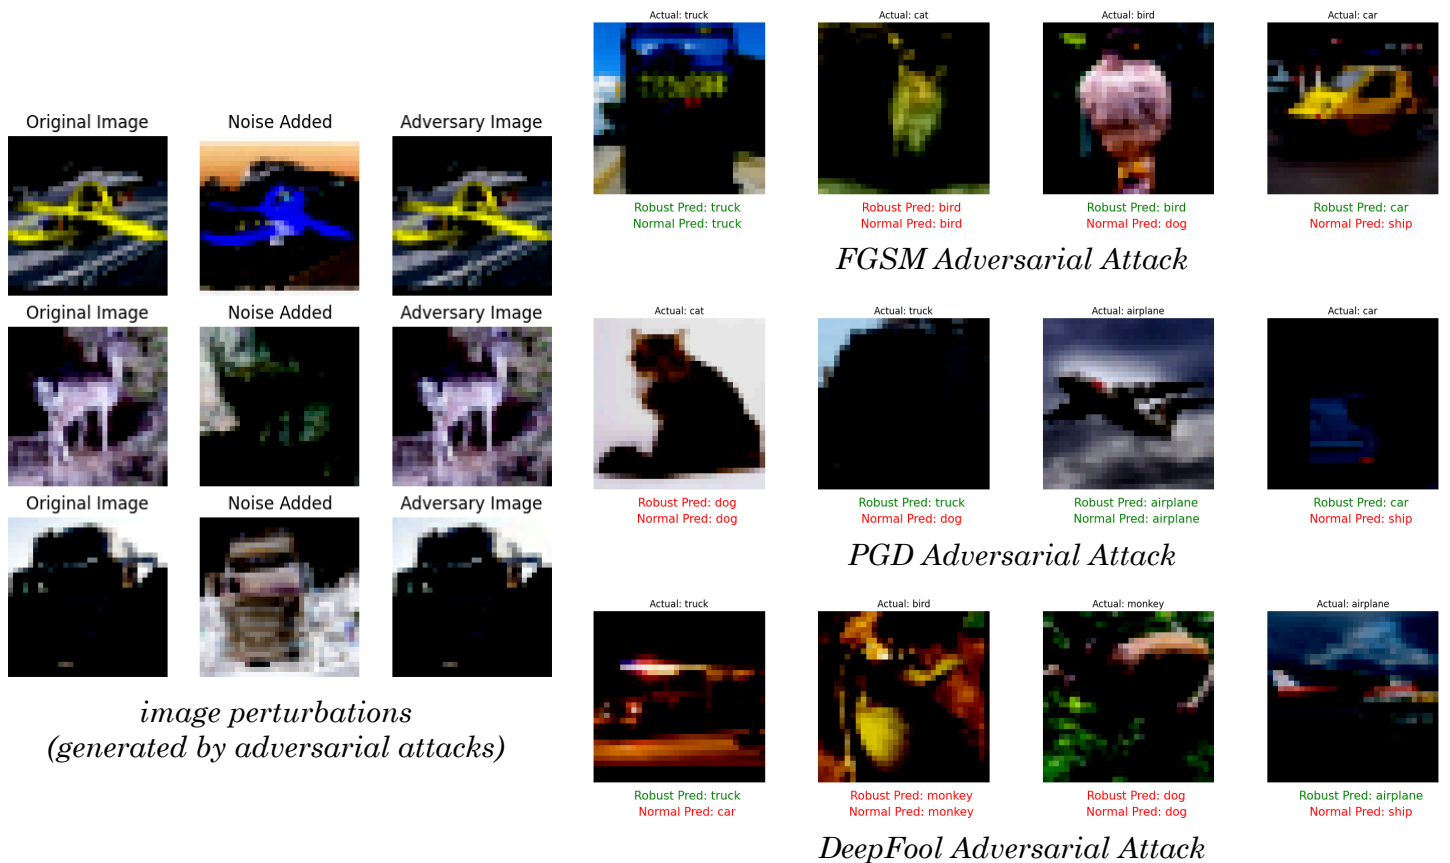 Original Image
Noise Added
Adversary Image
Original Image
Noise Added
Adversary Image
Original Image
Noise Added
Adversary Image
image perturbations
(generated by adversarial attacks)
Actual: truck
Actual: cat
Actual: bird
Actual: car
Robust Pred: truck
Normal Pred: truck
Robust Pred: bird
Normal Pred: bird
Robust Pred: bird
Normal Pred: dog
Robust Pred: car
Normal Pred: ship
FGSM Adversarial Attack
Actual: cat
Actual: truck
Actual: airplane
Actual: car
Robust Pred: dog
Normal Pred: dog
Robust Pred: truck
Normal Pred: dog
Robust Pred: airplane
Normal Pred: airplane
Robust Pred: car
Normal Pred: ship
PGD Adversarial Attack
Actual: truck
Actual: bird
Actual: monkey
Actual: airplane
Robust Pred: truck
Normal Pred: car
Robust Pred: monkey
Normal Pred: monkey
Robust Pred: dog
Normal Pred: dog
Robust Pred: airplane
Normal Pred: ship
DeepFool Adversarial Attack